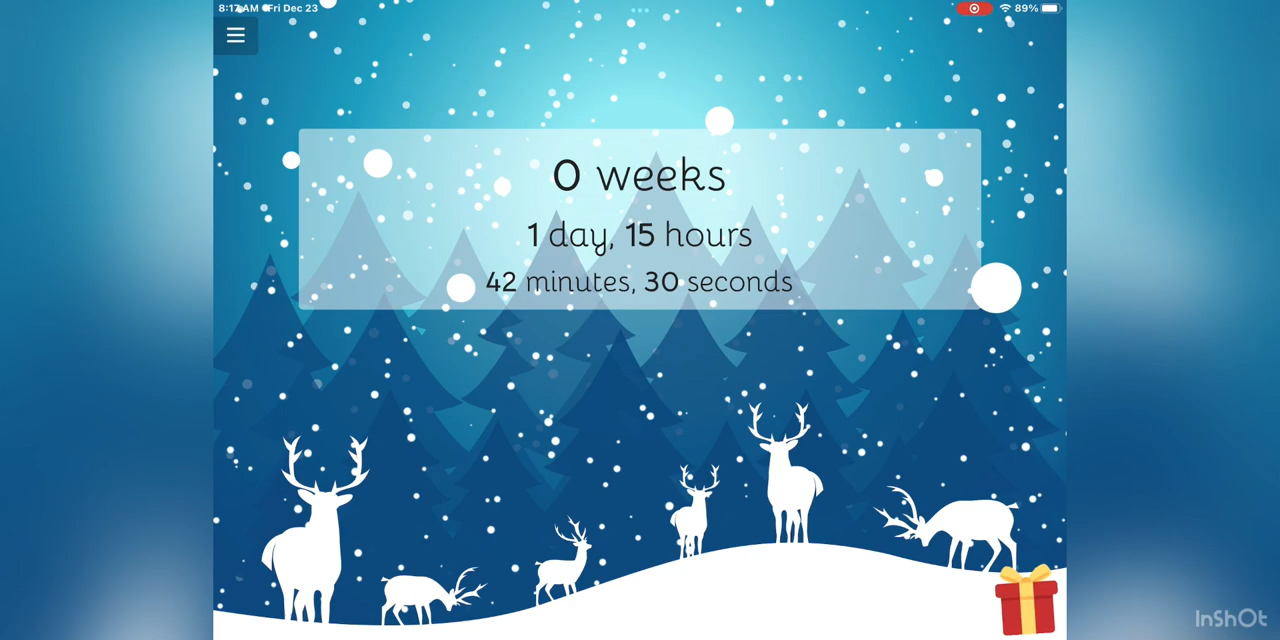 8:17 AM Fri Dec 23
89%
0 weeks
1 day, 15 hours
42 minutes, 30 seconds
InShOt